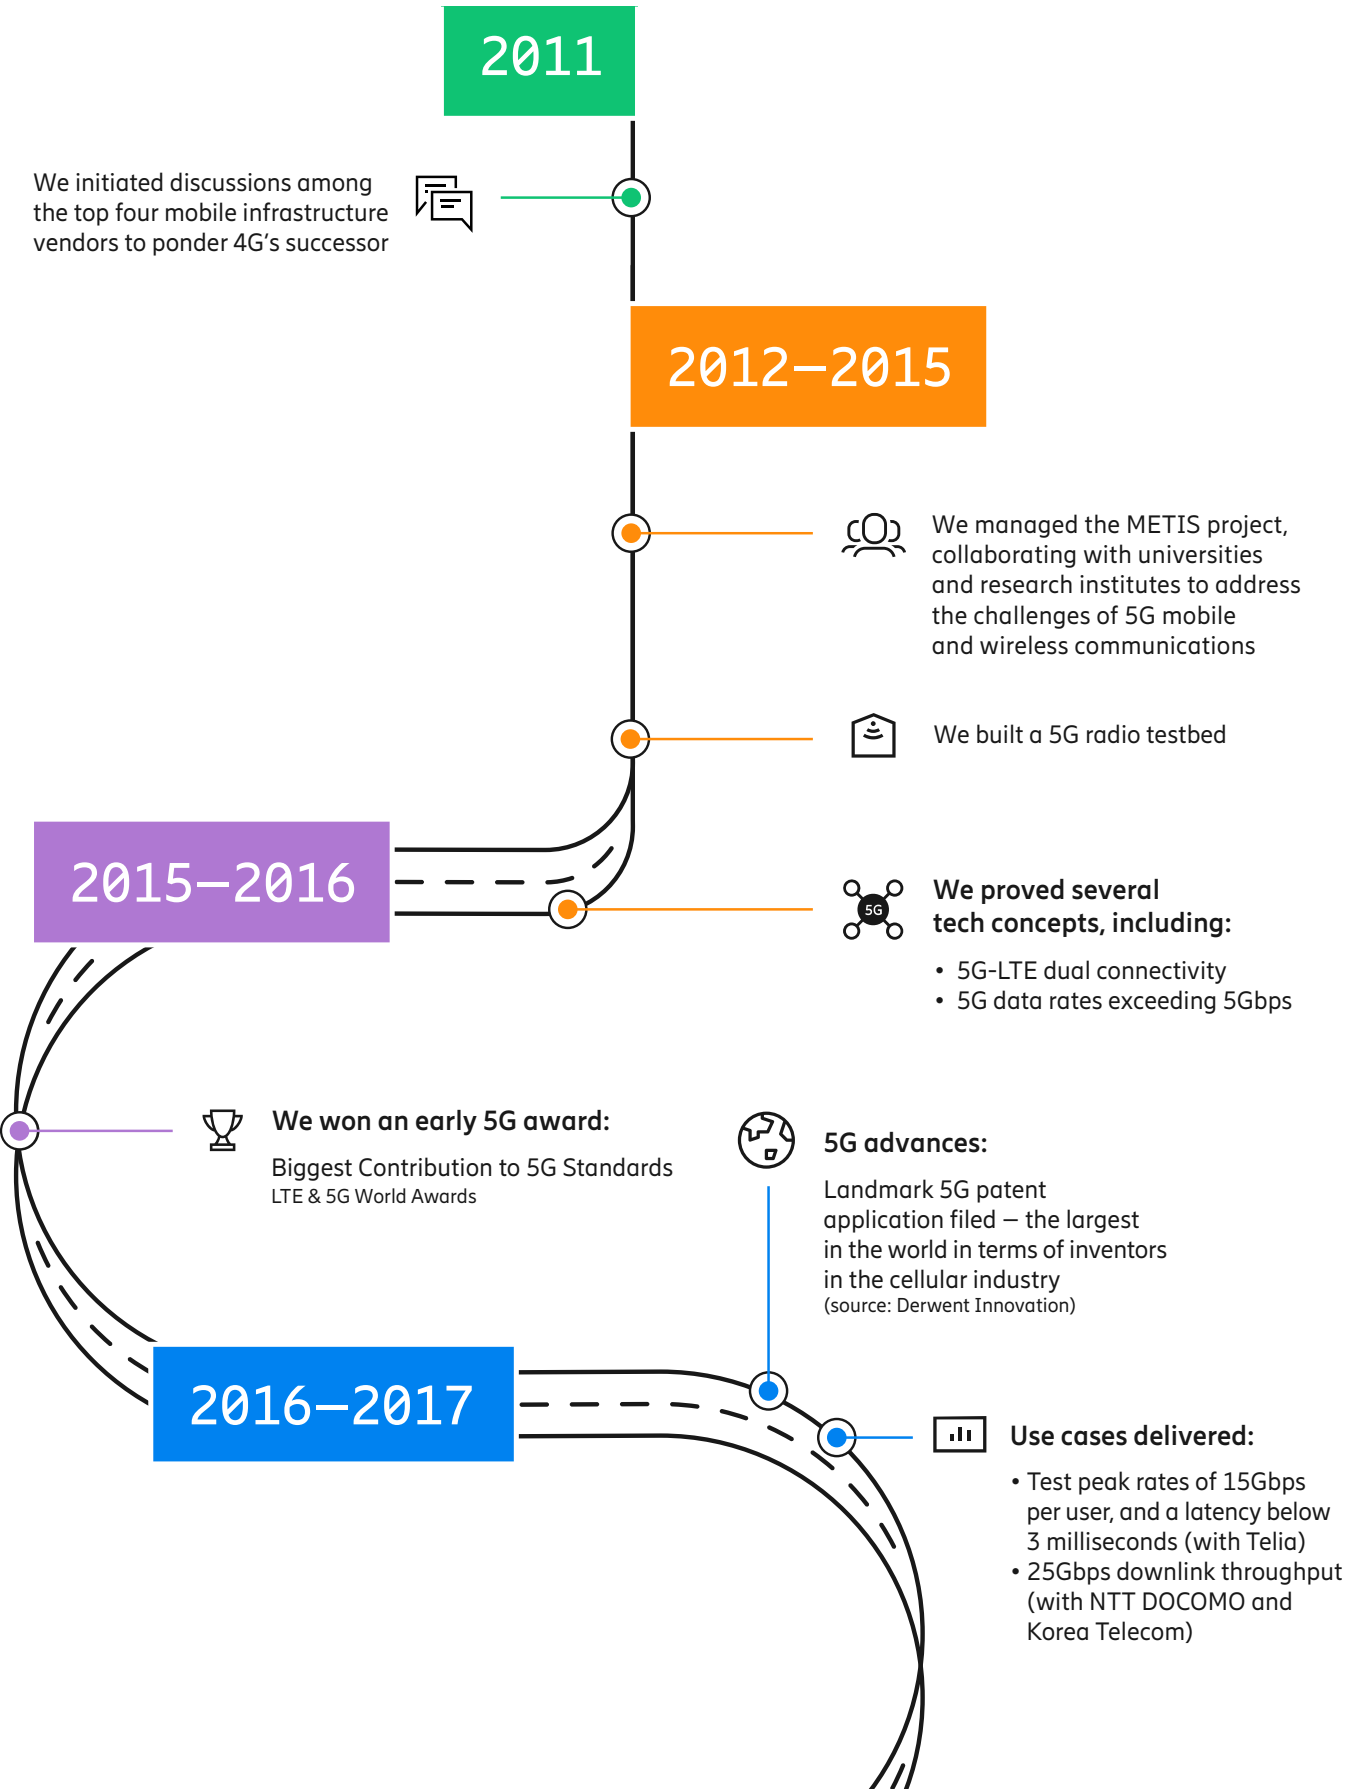 2011
We initiated discussions among
the top four mobile infrastructure
vendors to ponder 4G’s successor
2012–2015
We managed the METIS project,
collaborating with universities
and research institutes to address
the challenges of 5G mobile
and wireless communications
We built a 5G radio testbed
2015–2016
5G
We proved several
tech concepts, including:
• 5G-LTE dual connectivity
• 5G data rates exceeding 5Gbps
We won an early 5G award:
Biggest Contribution to 5G Standards
LTE & 5G World Awards
5G advances:
Landmark 5G patent
application filed – the largest
in the world in terms of inventors
in the cellular industry
(source: Derwent Innovation)
2016–2017
Use cases delivered:
• Test peak rates of 15Gbps
per user, and a latency below
3 milliseconds (with Telia)
• 25Gbps downlink throughput
(with NTT DOCOMO and
Korea Telecom)